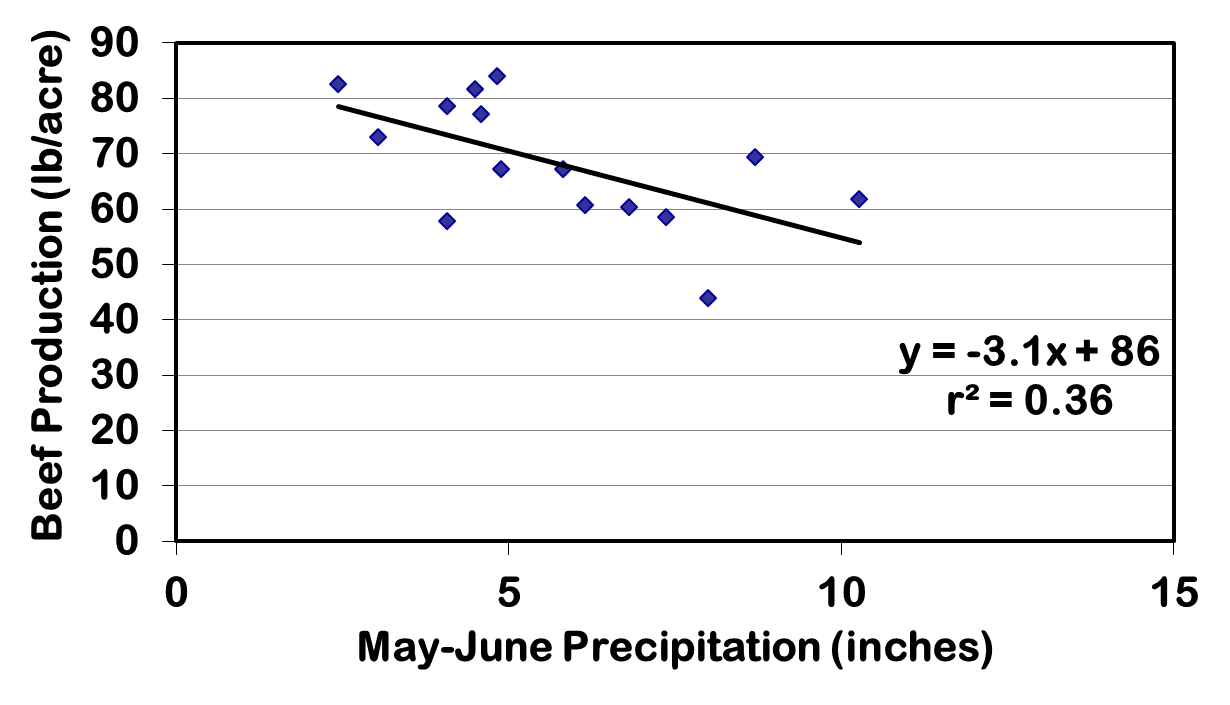 Beef Production (lb/acre)
90
80
70
60
50
40
30
20
10
0
y = -3.1x + 86
r² = 0.36
0 5 10 15
May-June Precipitation (inches)